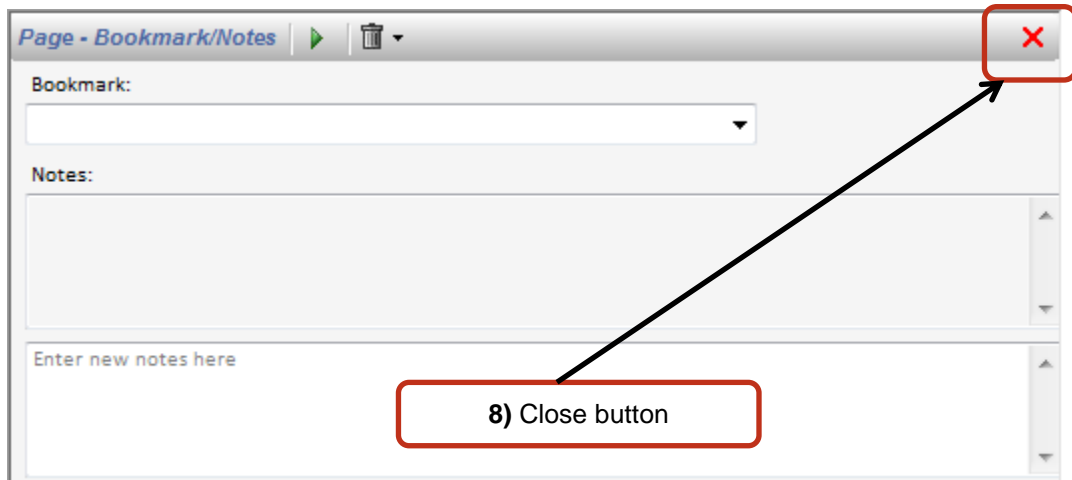 Page - Bookmark/Notes
Bookmark:
Notes:
Enter new notes here
8) Close button